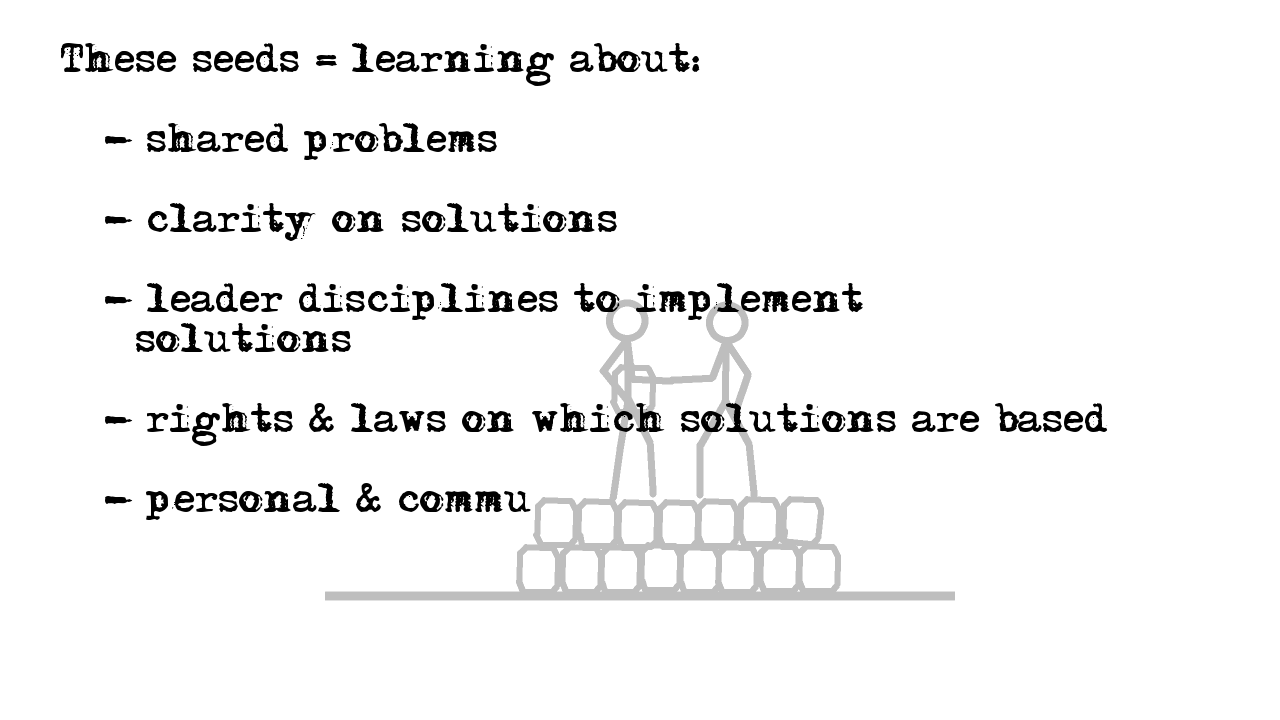 These seeds = learning about:
- shared problems
- clarity on solutions
- leader disciplines to implement
solutions
- rights & laws on which solutions are based
- personal & commu